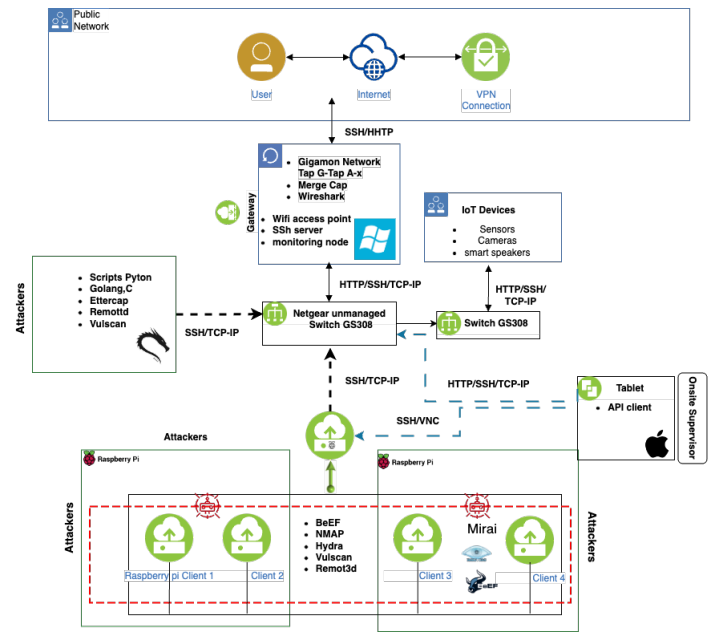 Public
Network
User
Internet
VPN
Connection
SSH/HHTP
Gigamon Network
Tap G-Tap A-x
Merge Cap
Wireshark
Wifi access point
SSh server
monitoring node
Gateway
IoT Devices
Sensors
Cameras
smart speakers
HTTP/SSH/TCP-IP
HTTP/SSH/
TCP-IP
Attackers
Scripts Pyton
Golang,C
Ettercap
Remottd
Vulscan
SSH/TCP-IP
Netgear unmanaged
Switch GS308
Switch GS308
SSH/TCP-IP
HTTP/SSH/TCP-IP
Tablet
API client
Onsite Supervisor
SSH/VNC
Attackers
Raspberry Pi
Raspberry Pi
Attackers
BeEF
NMAP
Hydra
Vulscan
Remot3d
Mirai
BeEF
Raspberry pi Client 1
Client 2
Client 3
Client 4
Attackers